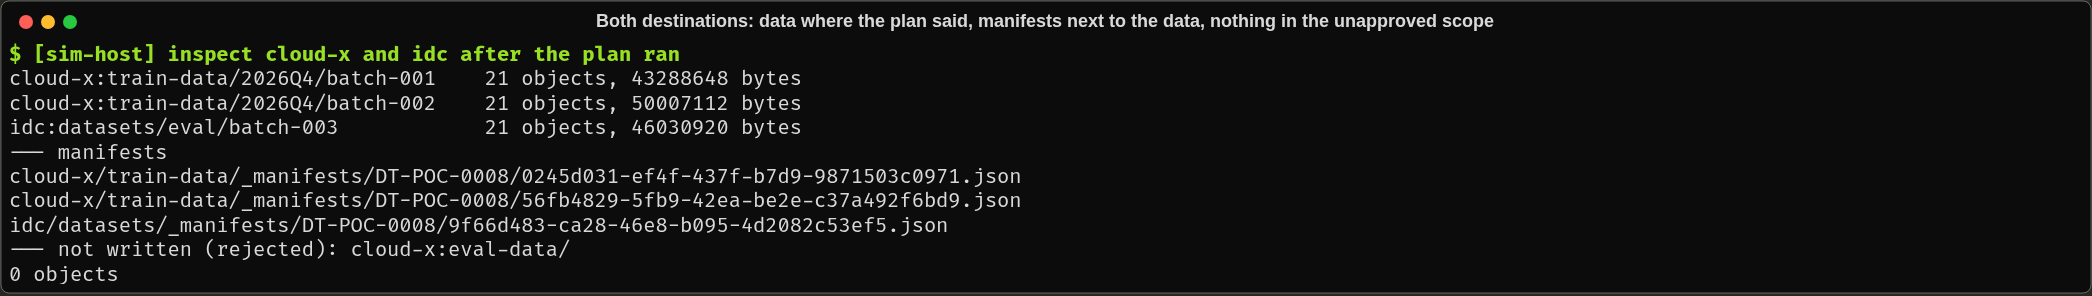 Both destinations: data where the plan said, manifests next to the data, nothing in the unapproved scope
$ [sim-host] inspect cloud-x and idc after the plan ran
cloud-x:train-data/2026Q4/batch-001    21 objects, 43288648 bytes
cloud-x:train-data/2026Q4/batch-002    21 objects, 50007112 bytes
idc:datasets/eval/batch-003            21 objects, 46030920 bytes
--- manifests
cloud-x/train-data/_manifests/DT-POC-0008/0245d031-ef4f-437f-b7d9-9871503c0971.json
cloud-x/train-data/_manifests/DT-POC-0008/56fb4829-5fb9-42ea-be2e-c37a492f6bd9.json
idc/datasets/_manifests/DT-POC-0008/9f66d483-ca28-46e8-b095-4d2082c53ef5.json
--- not written (rejected): cloud-x:eval-data/
0 objects